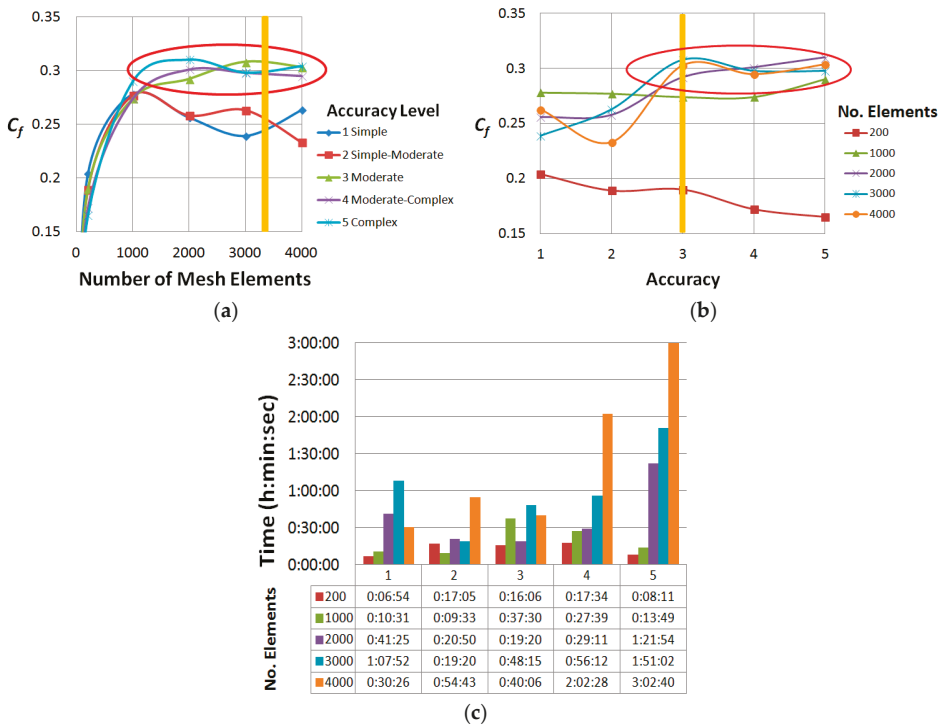 0.35
0.3
0.25
0.2
0.15
Cf
0 1000 2000 3000 4000
Number of Mesh Elements
Accuracy Level
1 Simple
2 Simple-Moderate
3 Moderate
4 Moderate-Complex
5 Complex
(a)
0.35
0.3
0.25
0.2
0.15
Cf
1 2 3 4 5
Accuracy
No. Elements
200
1000
2000
3000
4000
(b)
3:00:00
2:30:00
2:00:00
1:30:00
1:00:00
0:30:00
0:00:00
Time (h:min:sec)
No. Elements
1 2 3 4 5
200 0:06:54 0:17:05 0:16:06 0:17:34 0:08:11
1000 0:10:31 0:09:33 0:37:30 0:27:39 0:13:49
2000 0:41:25 0:20:50 0:19:20 0:29:11 1:21:54
3000 1:07:52 0:19:20 0:48:15 0:56:12 1:51:02
4000 0:30:26 0:54:43 0:40:06 2:02:28 3:02:40
(c)